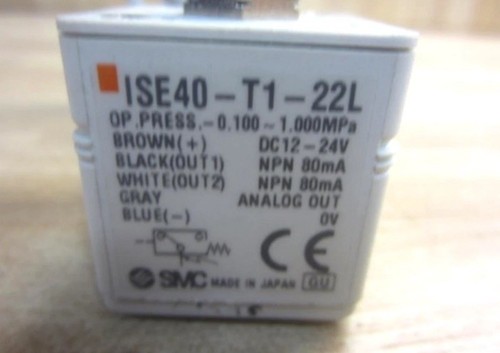 ISE40-T1-22L
OP.PRESS.-0.100~1.000MPa
BROWN(+) DC12-24V
BLACK(OUT1) NPN 80mA
WHITE(OUT2) NPN 80mA
GRAY ANALOG OUT
BLUE(-) 0V
CE
SMC MADE IN JAPAN GU